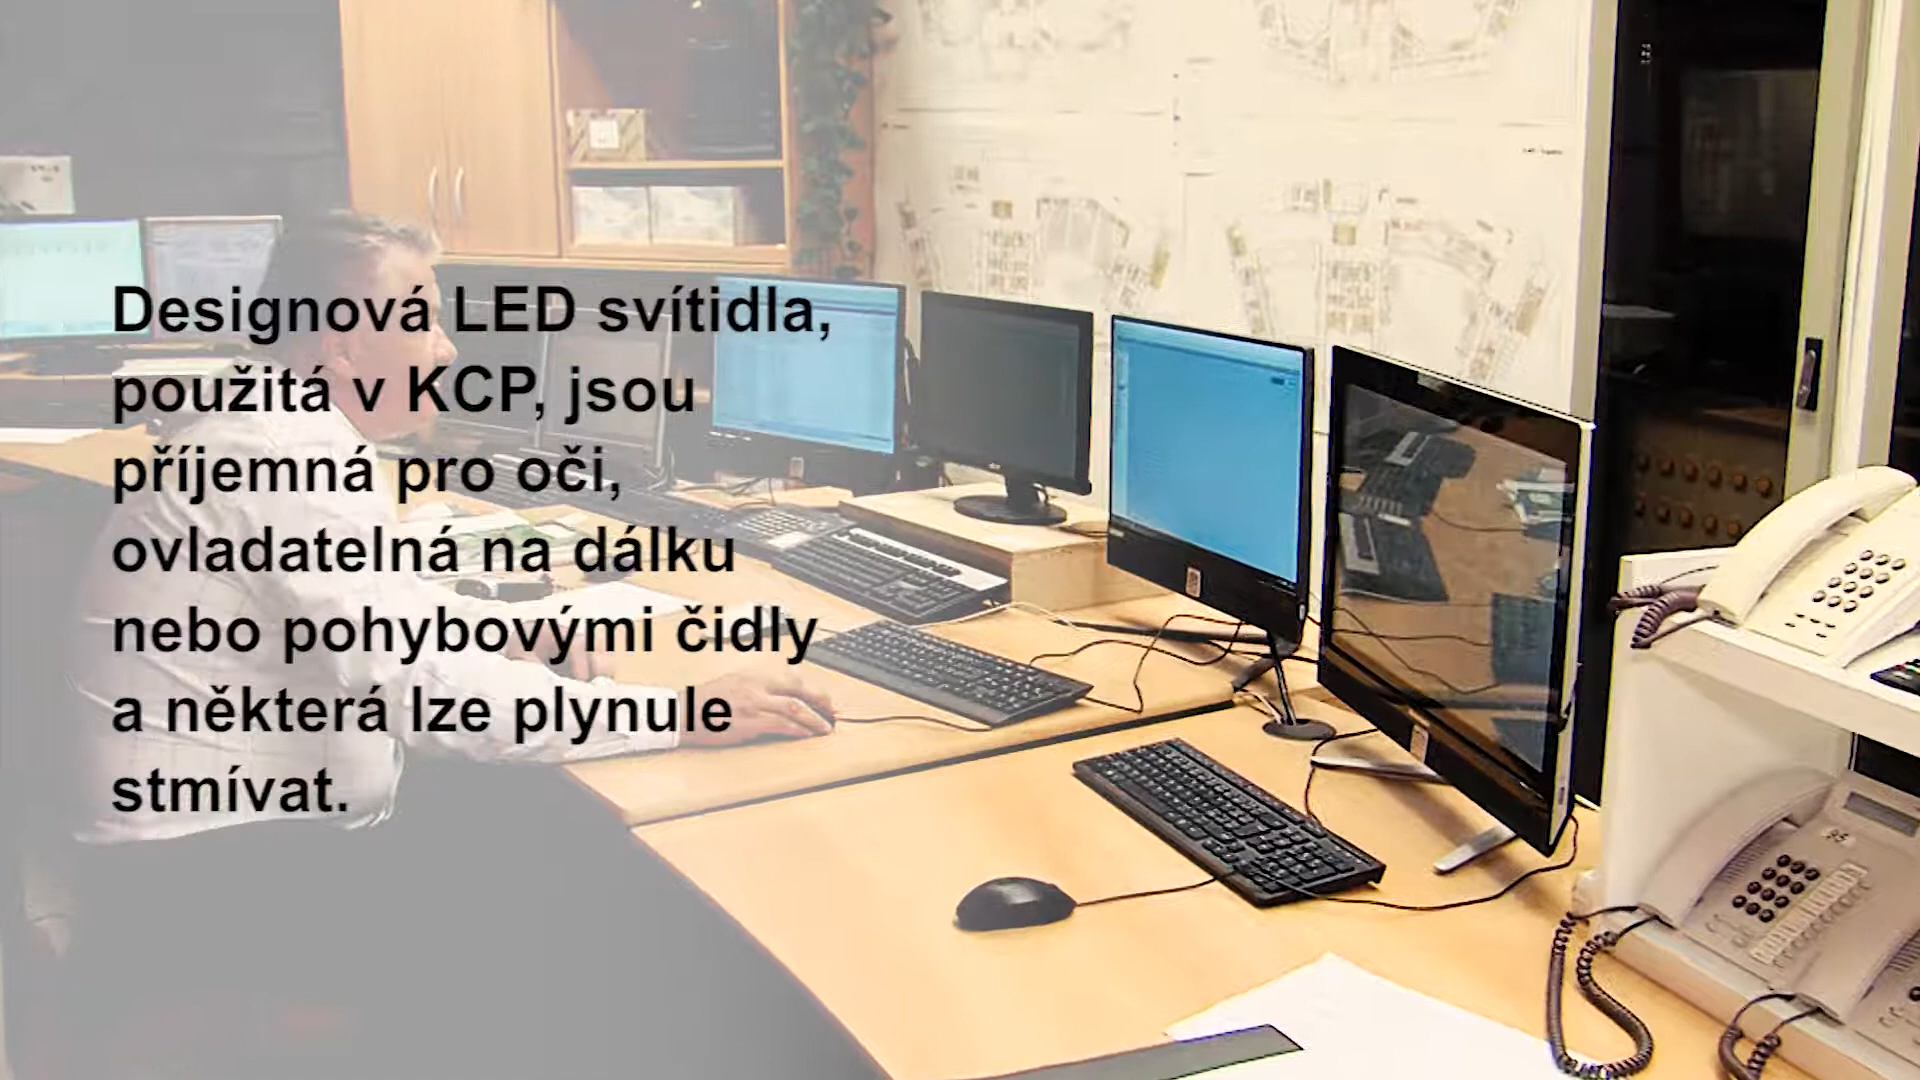 Designová LED svítidla,
použitá v KCP, jsou
příjemná pro oči,
ovladatelná na dálku
nebo pohybovými čidly
a některá lze plynule
stmívat.